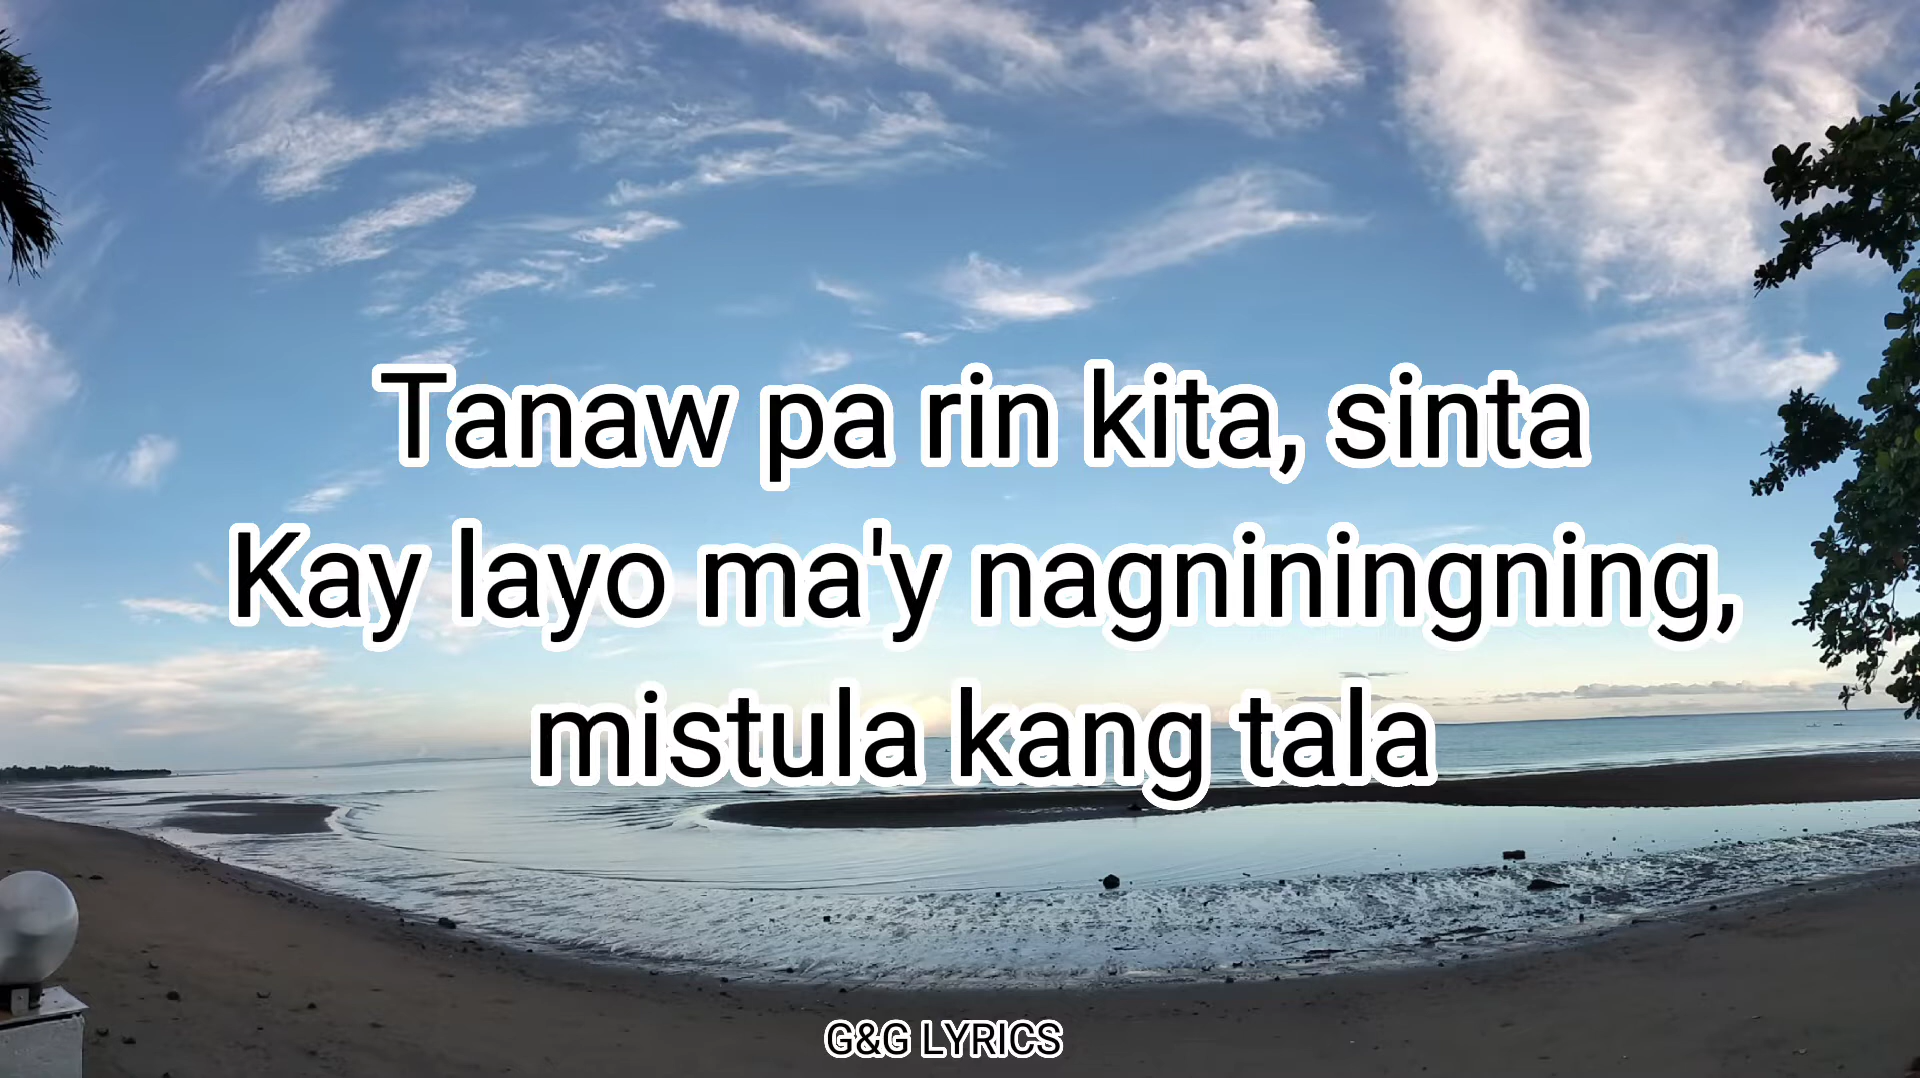 Tanaw pa rin kita, sinta
Kay layo ma'y nagniningning,
mistula kang tala
G&G LYRICS